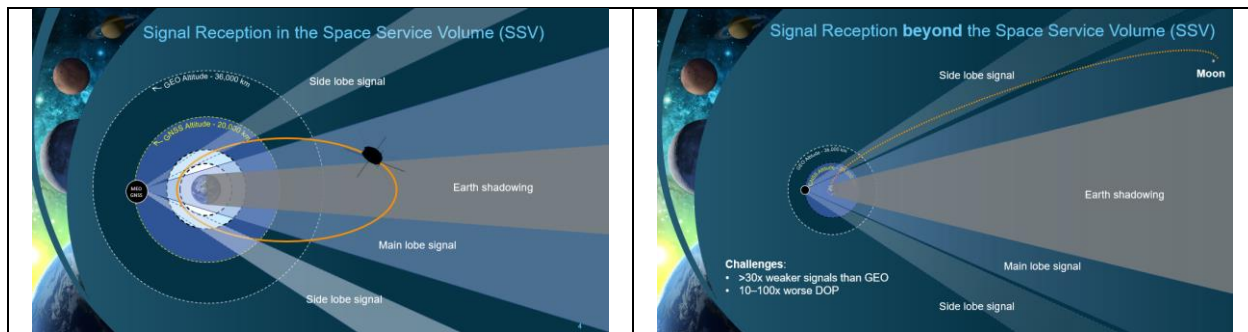 Signal Reception in the Space Service Volume (SSV)
GEO Altitude - 36,000 km
Side lobe signal
GNSS Altitude - 20,000 km
MEO
GNSS
Earth shadowing
Main lobe signal
Side lobe signal
4
Signal Reception beyond the Space Service Volume (SSV)
Side lobe signal
Moon
Earth shadowing
Challenges:
• >30x weaker signals than GEO
• 10–100x worse DOP
Main lobe signal
Side lobe signal